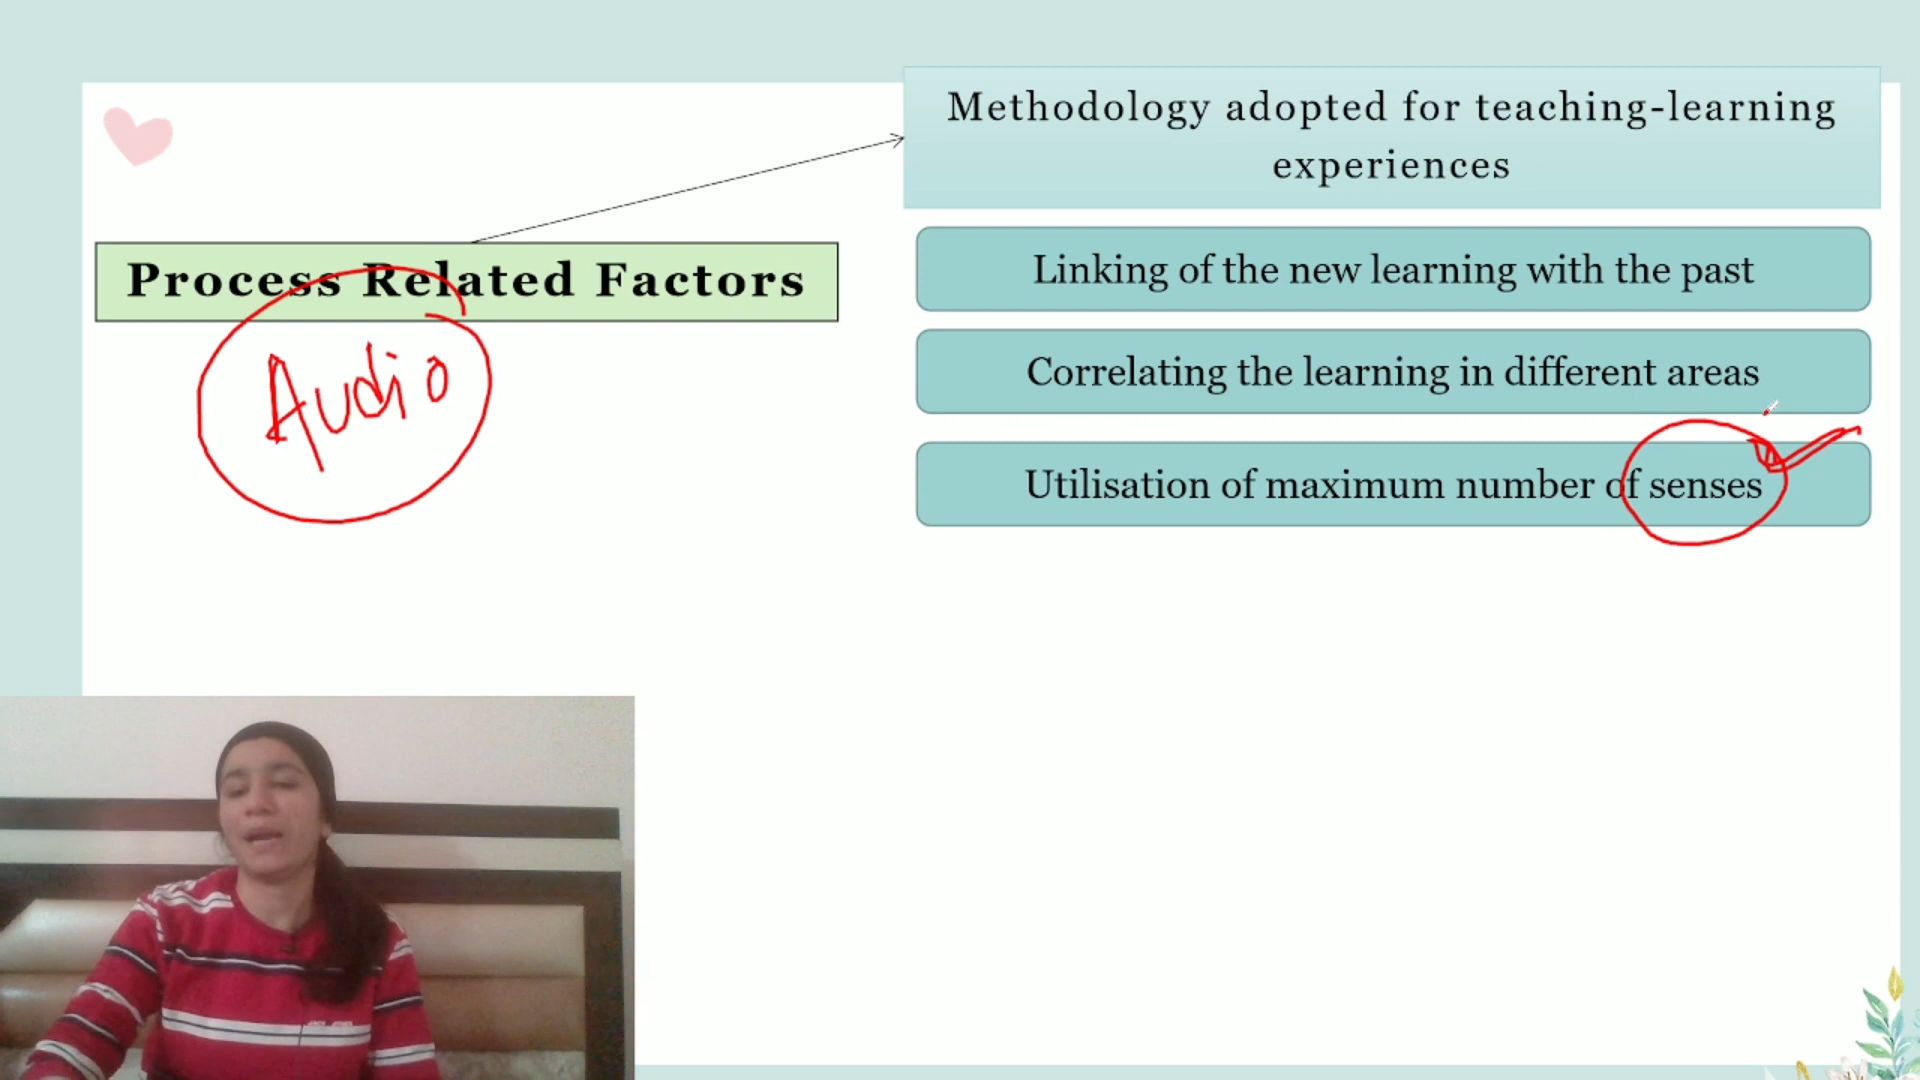 Methodology adopted for teaching-learning
experiences
Process Related Factors
Audio
Linking of the new learning with the past
Correlating the learning in different areas
Utilisation of maximum number of senses